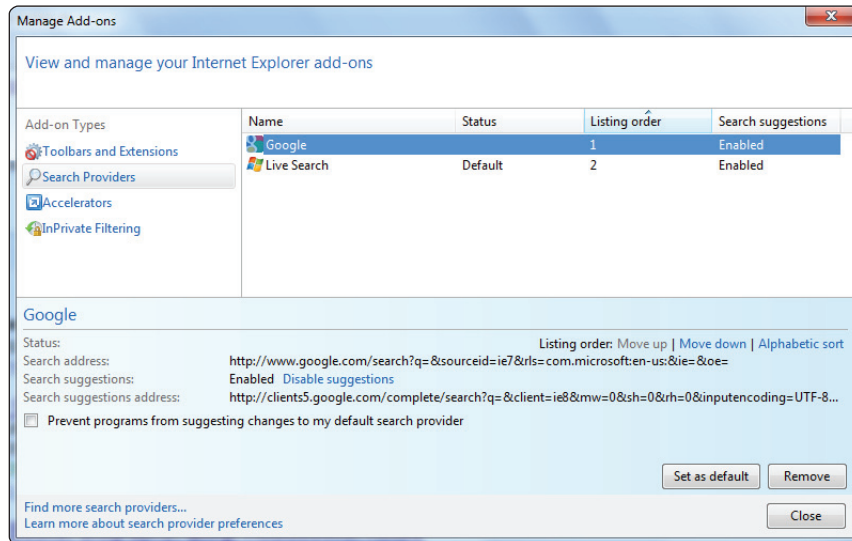 Manage Add-ons
View and manage your Internet Explorer add-ons
Add-on Types
Toolbars and Extensions
Search Providers
Accelerators
InPrivate Filtering
Name Status Listing order Search suggestions
Google 1 Enabled
Live Search Default 2 Enabled
Google
Status: Listing order: Move up | Move down | Alphabetic sort
Search address: http://www.google.com/search?q=&sourceid=ie7&rls=com.microsoft:en-us:&ie=&oe=
Search suggestions: Enabled Disable suggestions
Search suggestions address: http://clients5.google.com/complete/search?q=&client=ie8&mw=0&sh=0&rh=0&inputencoding=UTF-8...
Prevent programs from suggesting changes to my default search provider
Set as default Remove
Find more search providers...
Learn more about search provider preferences
Close